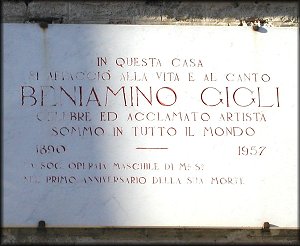 IN QUESTA CASA
SI AFFACCIÒ ALLA VITA E AL CANTO
BENIAMINO GIGLI
CELEBRE ED ACCLAMATO ARTISTA
SOMMO IN TUTTO IL MONDO
1890 — 1957
SOC. OPERAIA MASCHILE DI M.S.
NEL PRIMO ANNIVERSARIO DELLA SUA MORTE